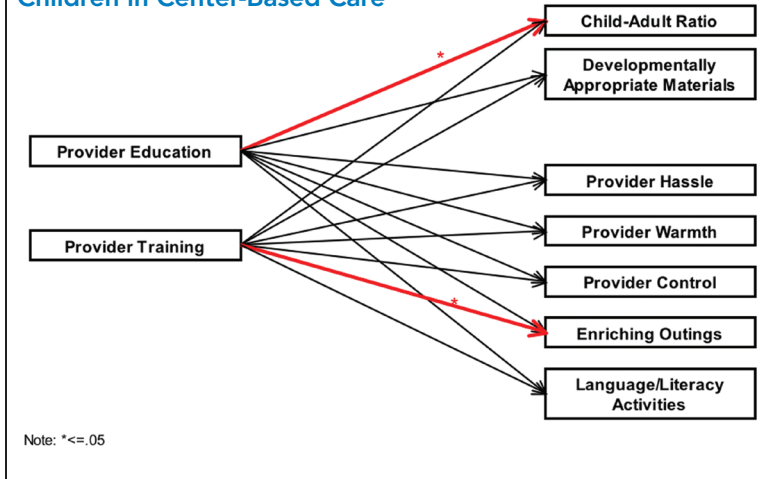 Children in Center-Based Care
Child-Adult Ratio
*
Developmentally
Appropriate Materials
Provider Education
Provider Hassle
Provider Warmth
Provider Training
Provider Control
*
Enriching Outings
Language/Literacy
Activities
Note: *<=.05